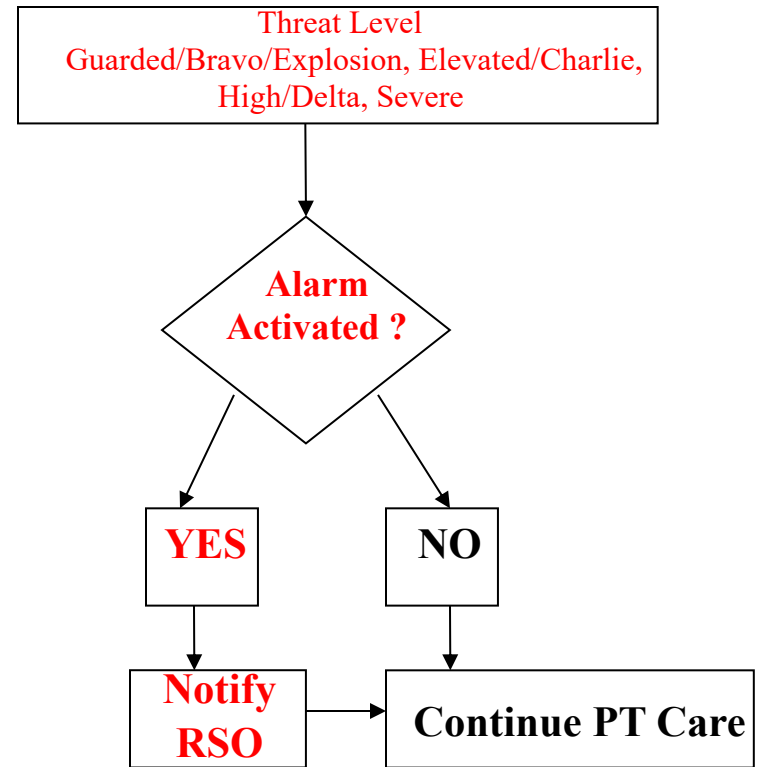 Threat Level
Guarded/Bravo/Explosion, Elevated/Charlie,
High/Delta, Severe
Alarm
Activated ?
YES
NO
Notify
RSO
Continue PT Care